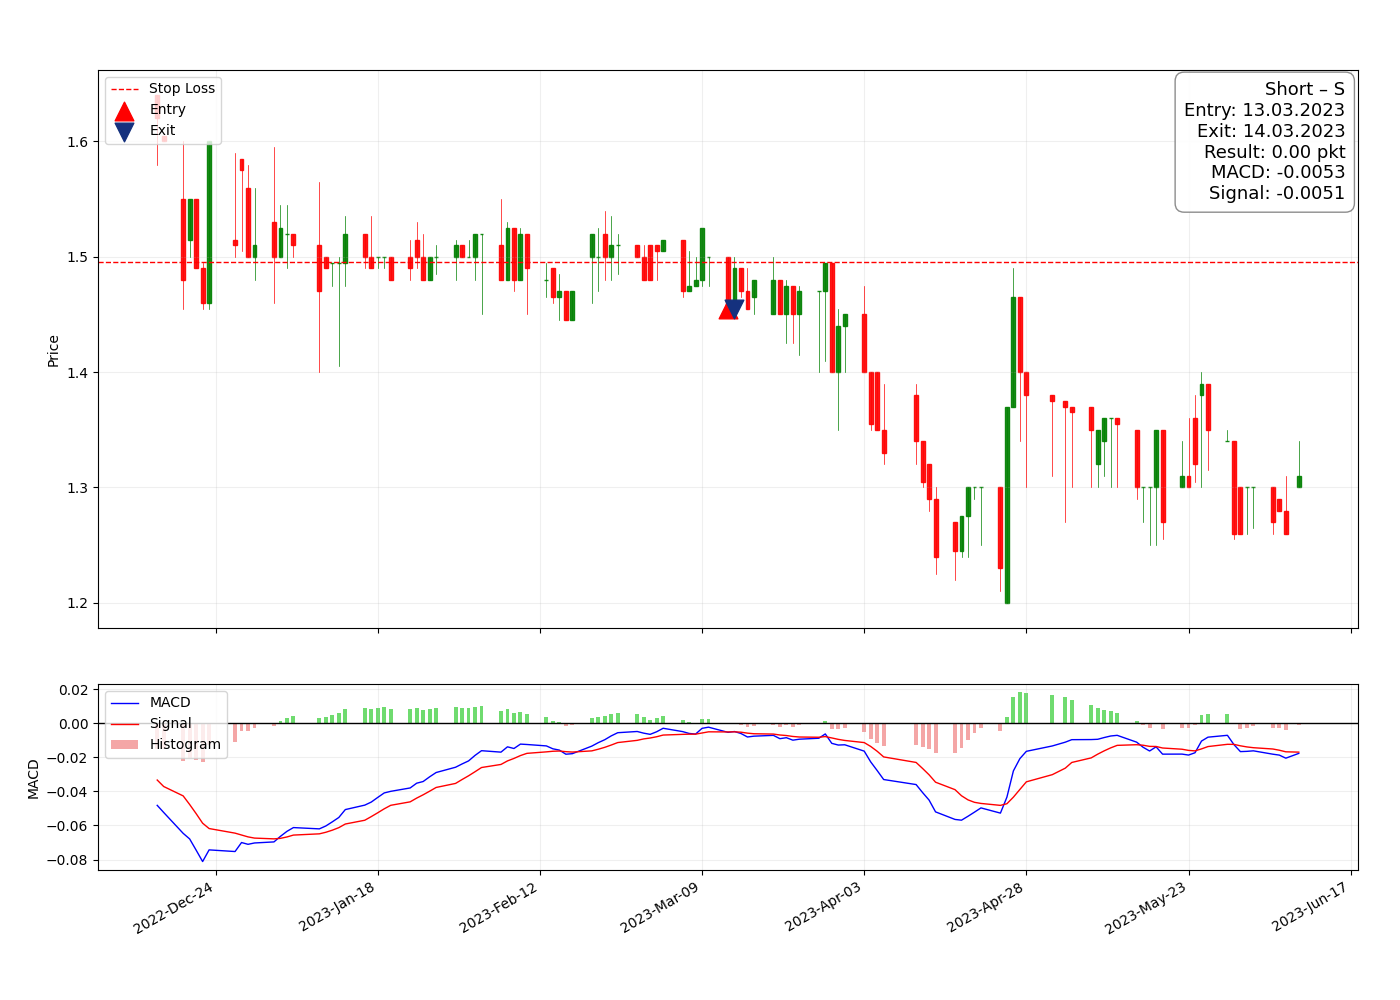 Stop Loss
Entry
Exit
Short – S
Entry: 13.03.2023
Exit: 14.03.2023
Result: 0.00 pkt
MACD: -0.0053
Signal: -0.0051
1.6
1.5
1.4
1.3
1.2
Price
MACD
Signal
Histogram
0.02
0.00
−0.02
−0.04
−0.06
−0.08
MACD
2022-Dec-24
2023-Jan-18
2023-Feb-12
2023-Mar-09
2023-Apr-03
2023-Apr-28
2023-May-23
2023-Jun-17